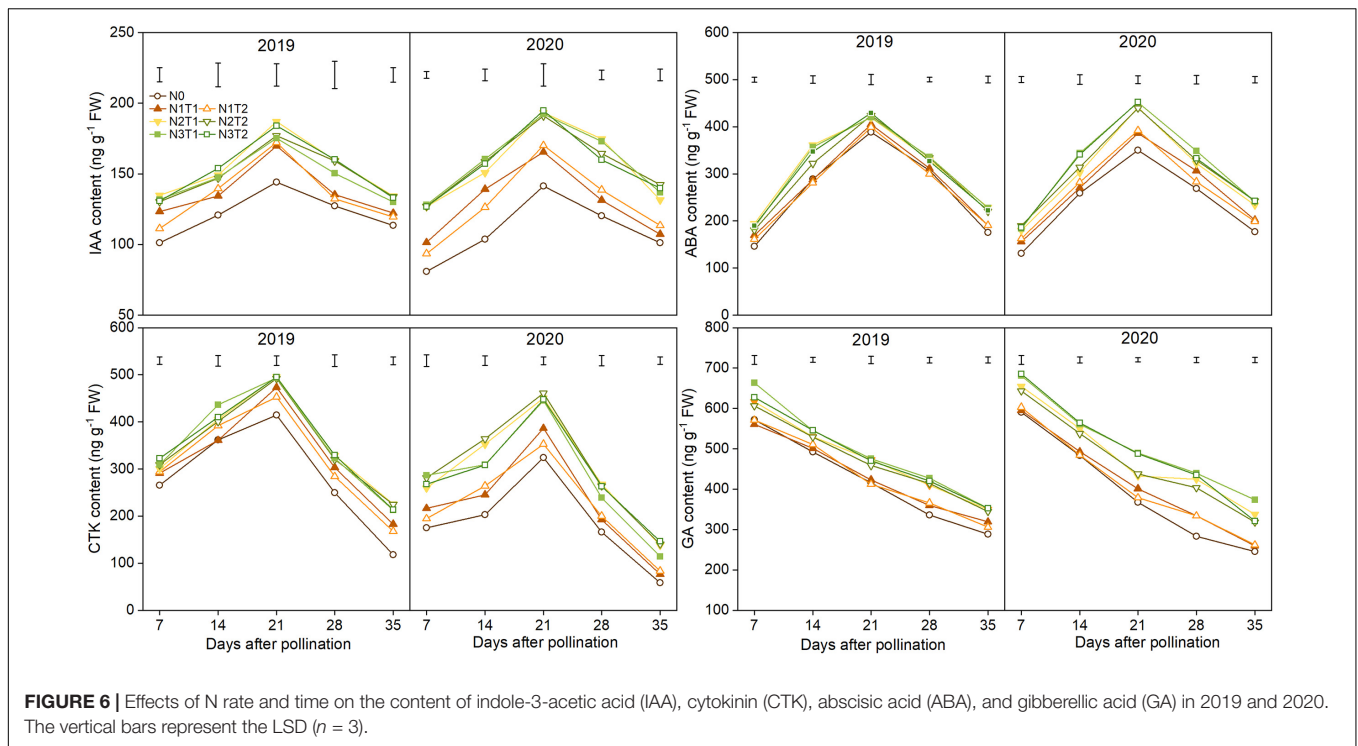 2019
2020
IAA content (ng g⁻¹ FW)
250
200
150
100
50
N0
N1T1
N1T2
N2T1
N2T2
N3T1
N3T2
2019
2020
ABA content (ng g⁻¹ FW)
600
500
400
300
200
100
0
2019
2020
CTK content (ng g⁻¹ FW)
600
500
400
300
200
100
0
7 14 21 28 35 7 14 21 28 35
Days after pollination Days after pollination
2019
2020
GA content (ng g⁻¹ FW)
800
700
600
500
400
300
200
100
7 14 21 28 35 7 14 21 28 35
Days after pollination Days after pollination
FIGURE 6 | Effects of N rate and time on the content of indole-3-acetic acid (IAA), cytokinin (CTK), abscisic acid (ABA), and gibberellic acid (GA) in 2019 and 2020.
The vertical bars represent the LSD (n = 3).